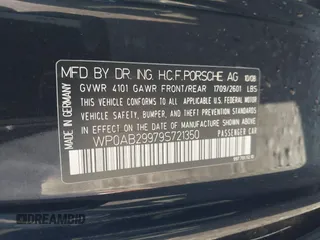 MFD BY DR. ING. H.C.F. PORSCHE AG 10/08
GVWR 4101 GAWR FRONT/REAR 1709/2601 LBS
THIS VEHICLE CONFORMS TO ALL APPLICABLE
U.S. FEDERAL MOTOR VEHICLE
SAFETY, BUMPER, AND THEFT PREVENTION
STANDARDS IN EFFECT ON THE DATE OF
MANUFACTURE SHOWN ABOVE.
WP0AB29979S721350
PASSENGER CAR
MADE IN GERMANY
DREAMBID